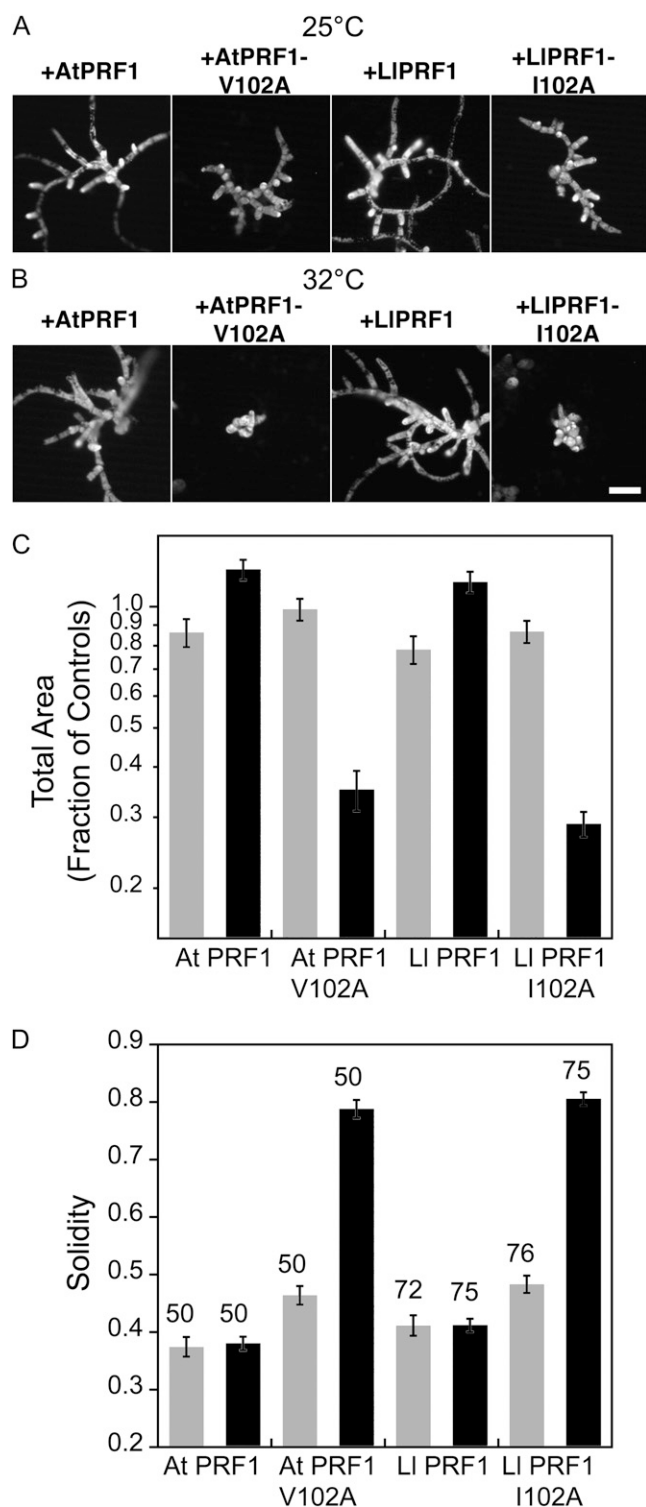 A
25°C
+AtPRF1
+AtPRF1-
V102A
+LlPRF1
+LlPRF1-
I102A
B
32°C
+AtPRF1
+AtPRF1-
V102A
+LlPRF1
+LlPRF1-
I102A
C
Total Area
(Fraction of Controls)
1.0
0.9
0.8
0.7
0.6
0.5
0.4
0.3
0.2
At PRF1
At PRF1
V102A
Ll PRF1
Ll PRF1
I102A
D
Solidity
0.9
0.8
0.7
0.6
0.5
0.4
0.3
0.2
50
50
50
50
72
75
76
75
At PRF1
At PRF1
V102A
Ll PRF1
Ll PRF1
I102A